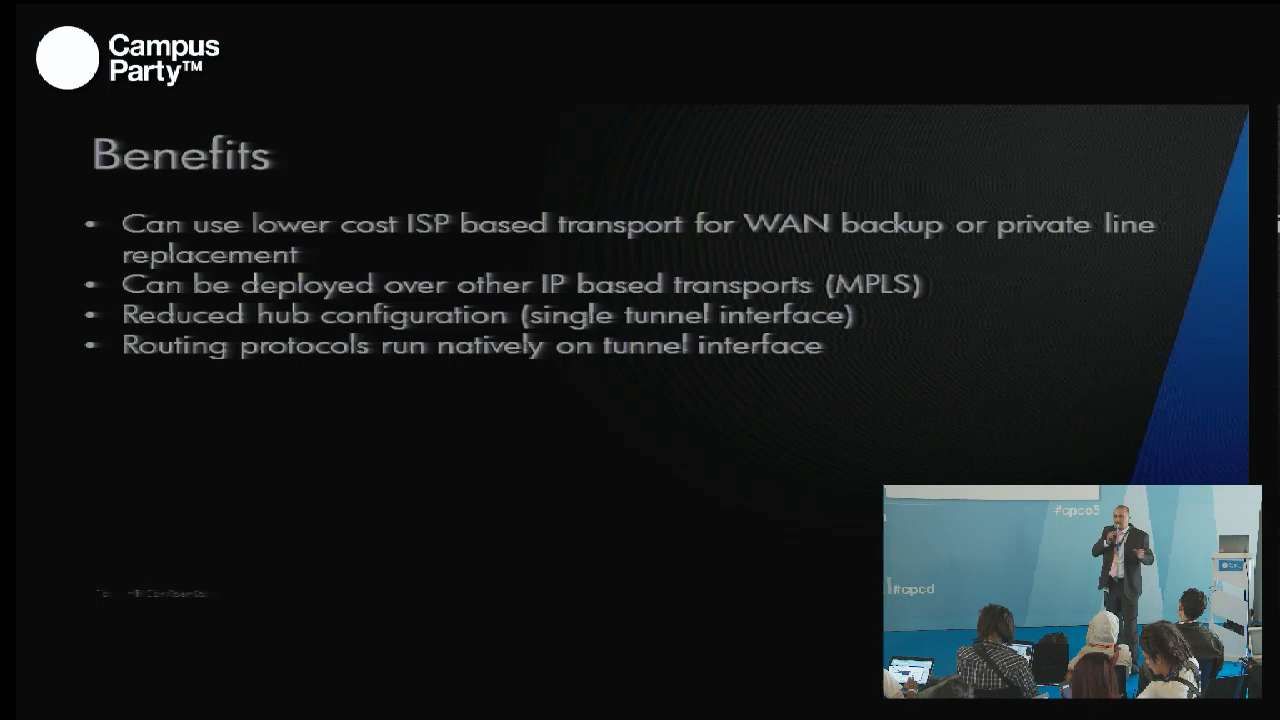 Campus
Party™
Benefits
• Can use lower cost ISP based transport for WAN backup or private line
replacement
• Can be deployed over other IP based transports (MPLS)
• Reduced hub configuration (single tunnel interface)
• Routing protocols run natively on tunnel interface
#cpco5
#cpcd